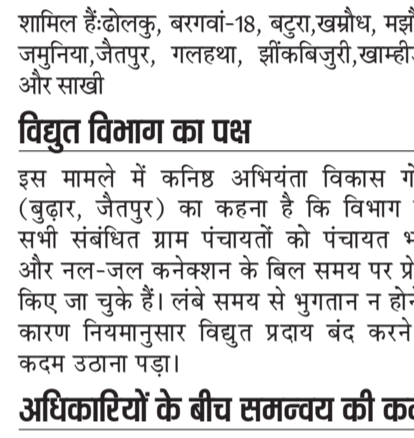 शामिल हैं:ढोलकु, बरगवां-18, बटुरा,खम्रौध, मझौ
जमुनिया,जैतपुर, गलहथा, झींकबिजुरी,खाम्ही
और साखी
विद्युत विभाग का पक्ष
इस मामले में कनिष्ठ अभियंता विकास गो
(बुढ़ार, जैतपुर) का कहना है कि विभाग
सभी संबंधित ग्राम पंचायतों को पंचायत भ
और नल-जल कनेक्शन के बिल समय पर प्रे
किए जा चुके हैं। लंबे समय से भुगतान न होने
कारण नियमानुसार विद्युत प्रदाय बंद करने
कदम उठाना पड़ा।
अधिकारियों के बीच समन्वय की कम